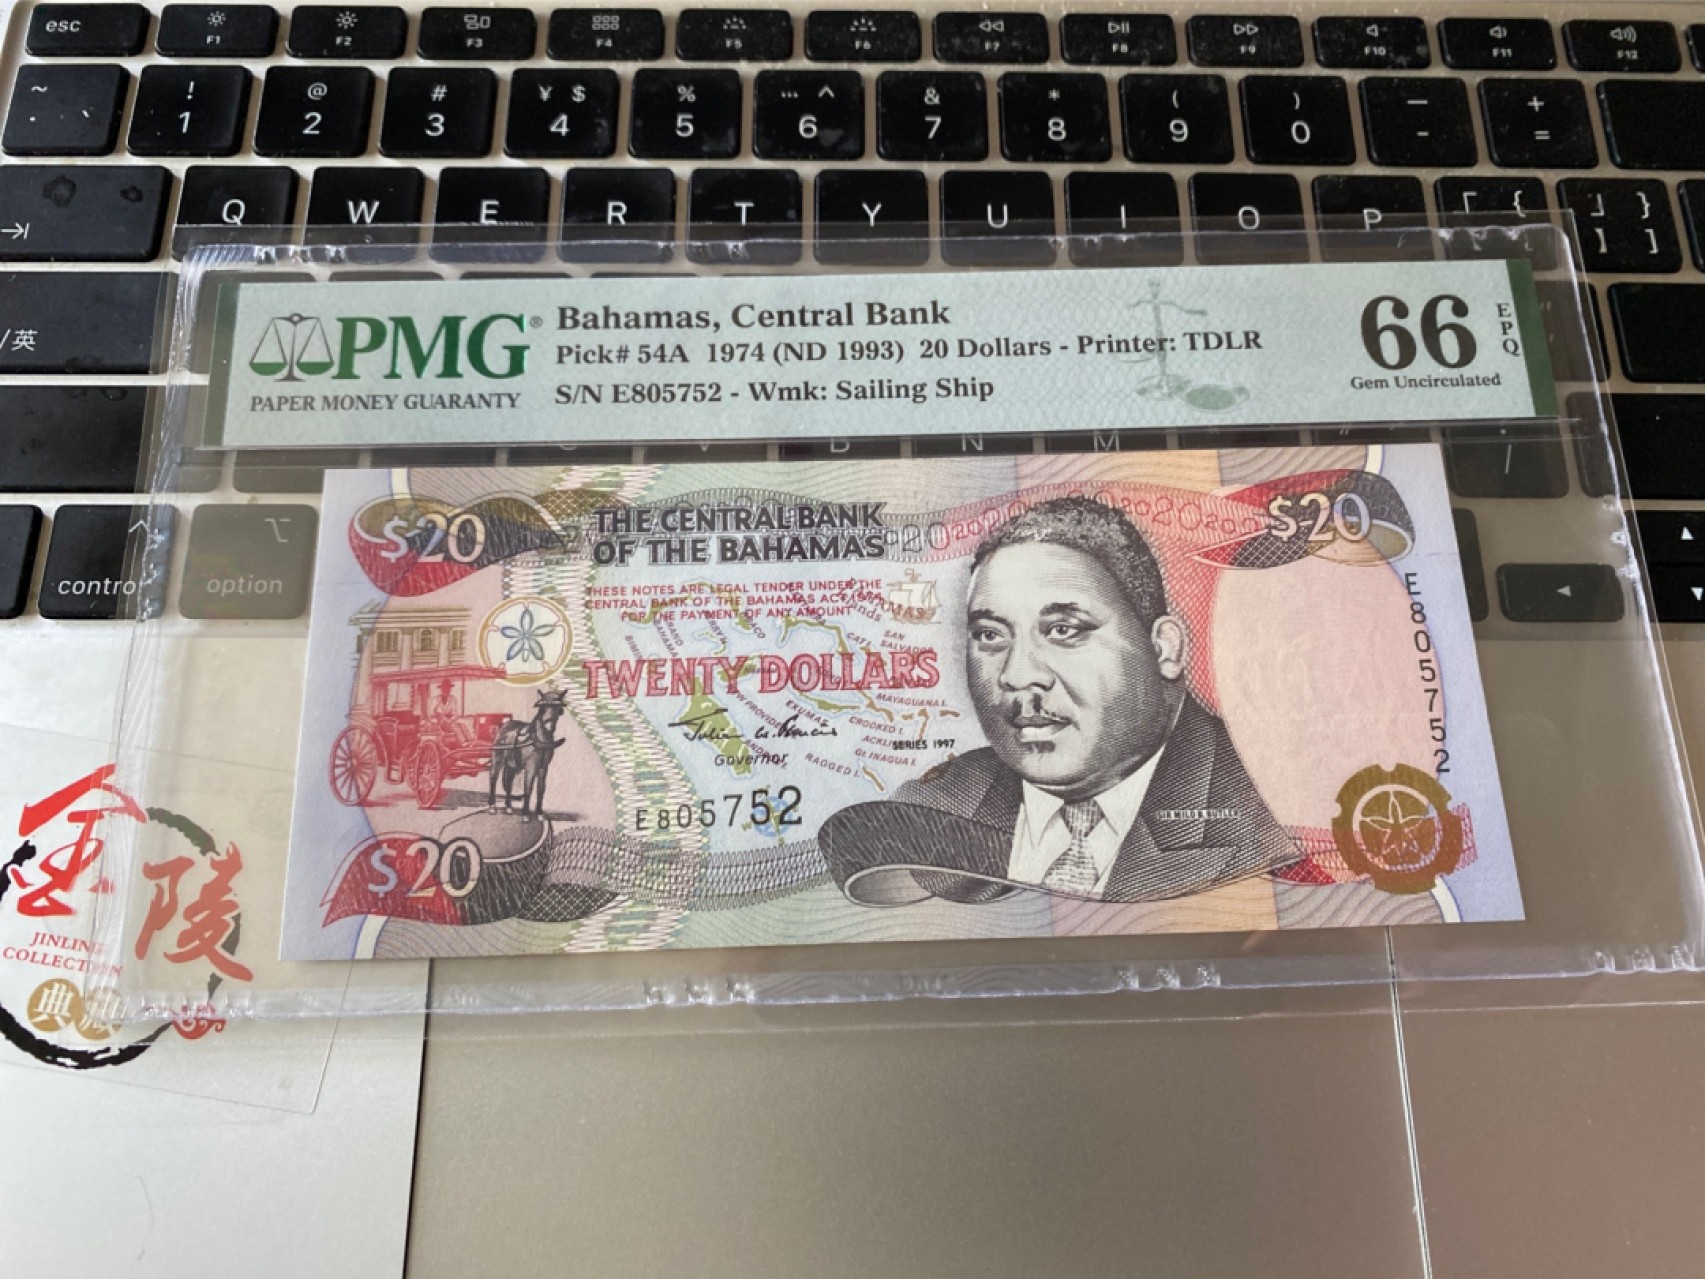 esc F1 F2 F3 F4 F5 F6 F7 F8 F9 F10 F11 F12
~ ! @ # ¥ $ % … ^ & * ( ) — +
· ` 1 2 3 4 5 6 7 8 9 0 - =
Q W E R T Y U I O P 「 { 」 }
】 ]
/英
PMG®
PAPER MONEY GUARANTY
Bahamas, Central Bank
Pick# 54A 1974 (ND 1993) 20 Dollars - Printer: TDLR
S/N E805752 - Wmk: Sailing Ship
66
EPQ
Gem Uncirculated
N M
control
option
$20
THE CENTRAL BANK
OF THE BAHAMAS
$20
THESE NOTES ARE LEGAL TENDER UNDER THE
CENTRAL BANK OF THE BAHAMAS ACT 1974
FOR THE PAYMENT OF ANY AMOUNT
TWENTY DOLLARS
SAN
SALVADOR
CAT I.
EXUMAS
MAYAGUANA I.
CROOKED I.
RAGGED I.
GT. INAGUA I.
SERIES 1997
Governor
E805752
E805752
SIR MILO B. BUTLER
$20
金陵
JINLING
COLLECTION